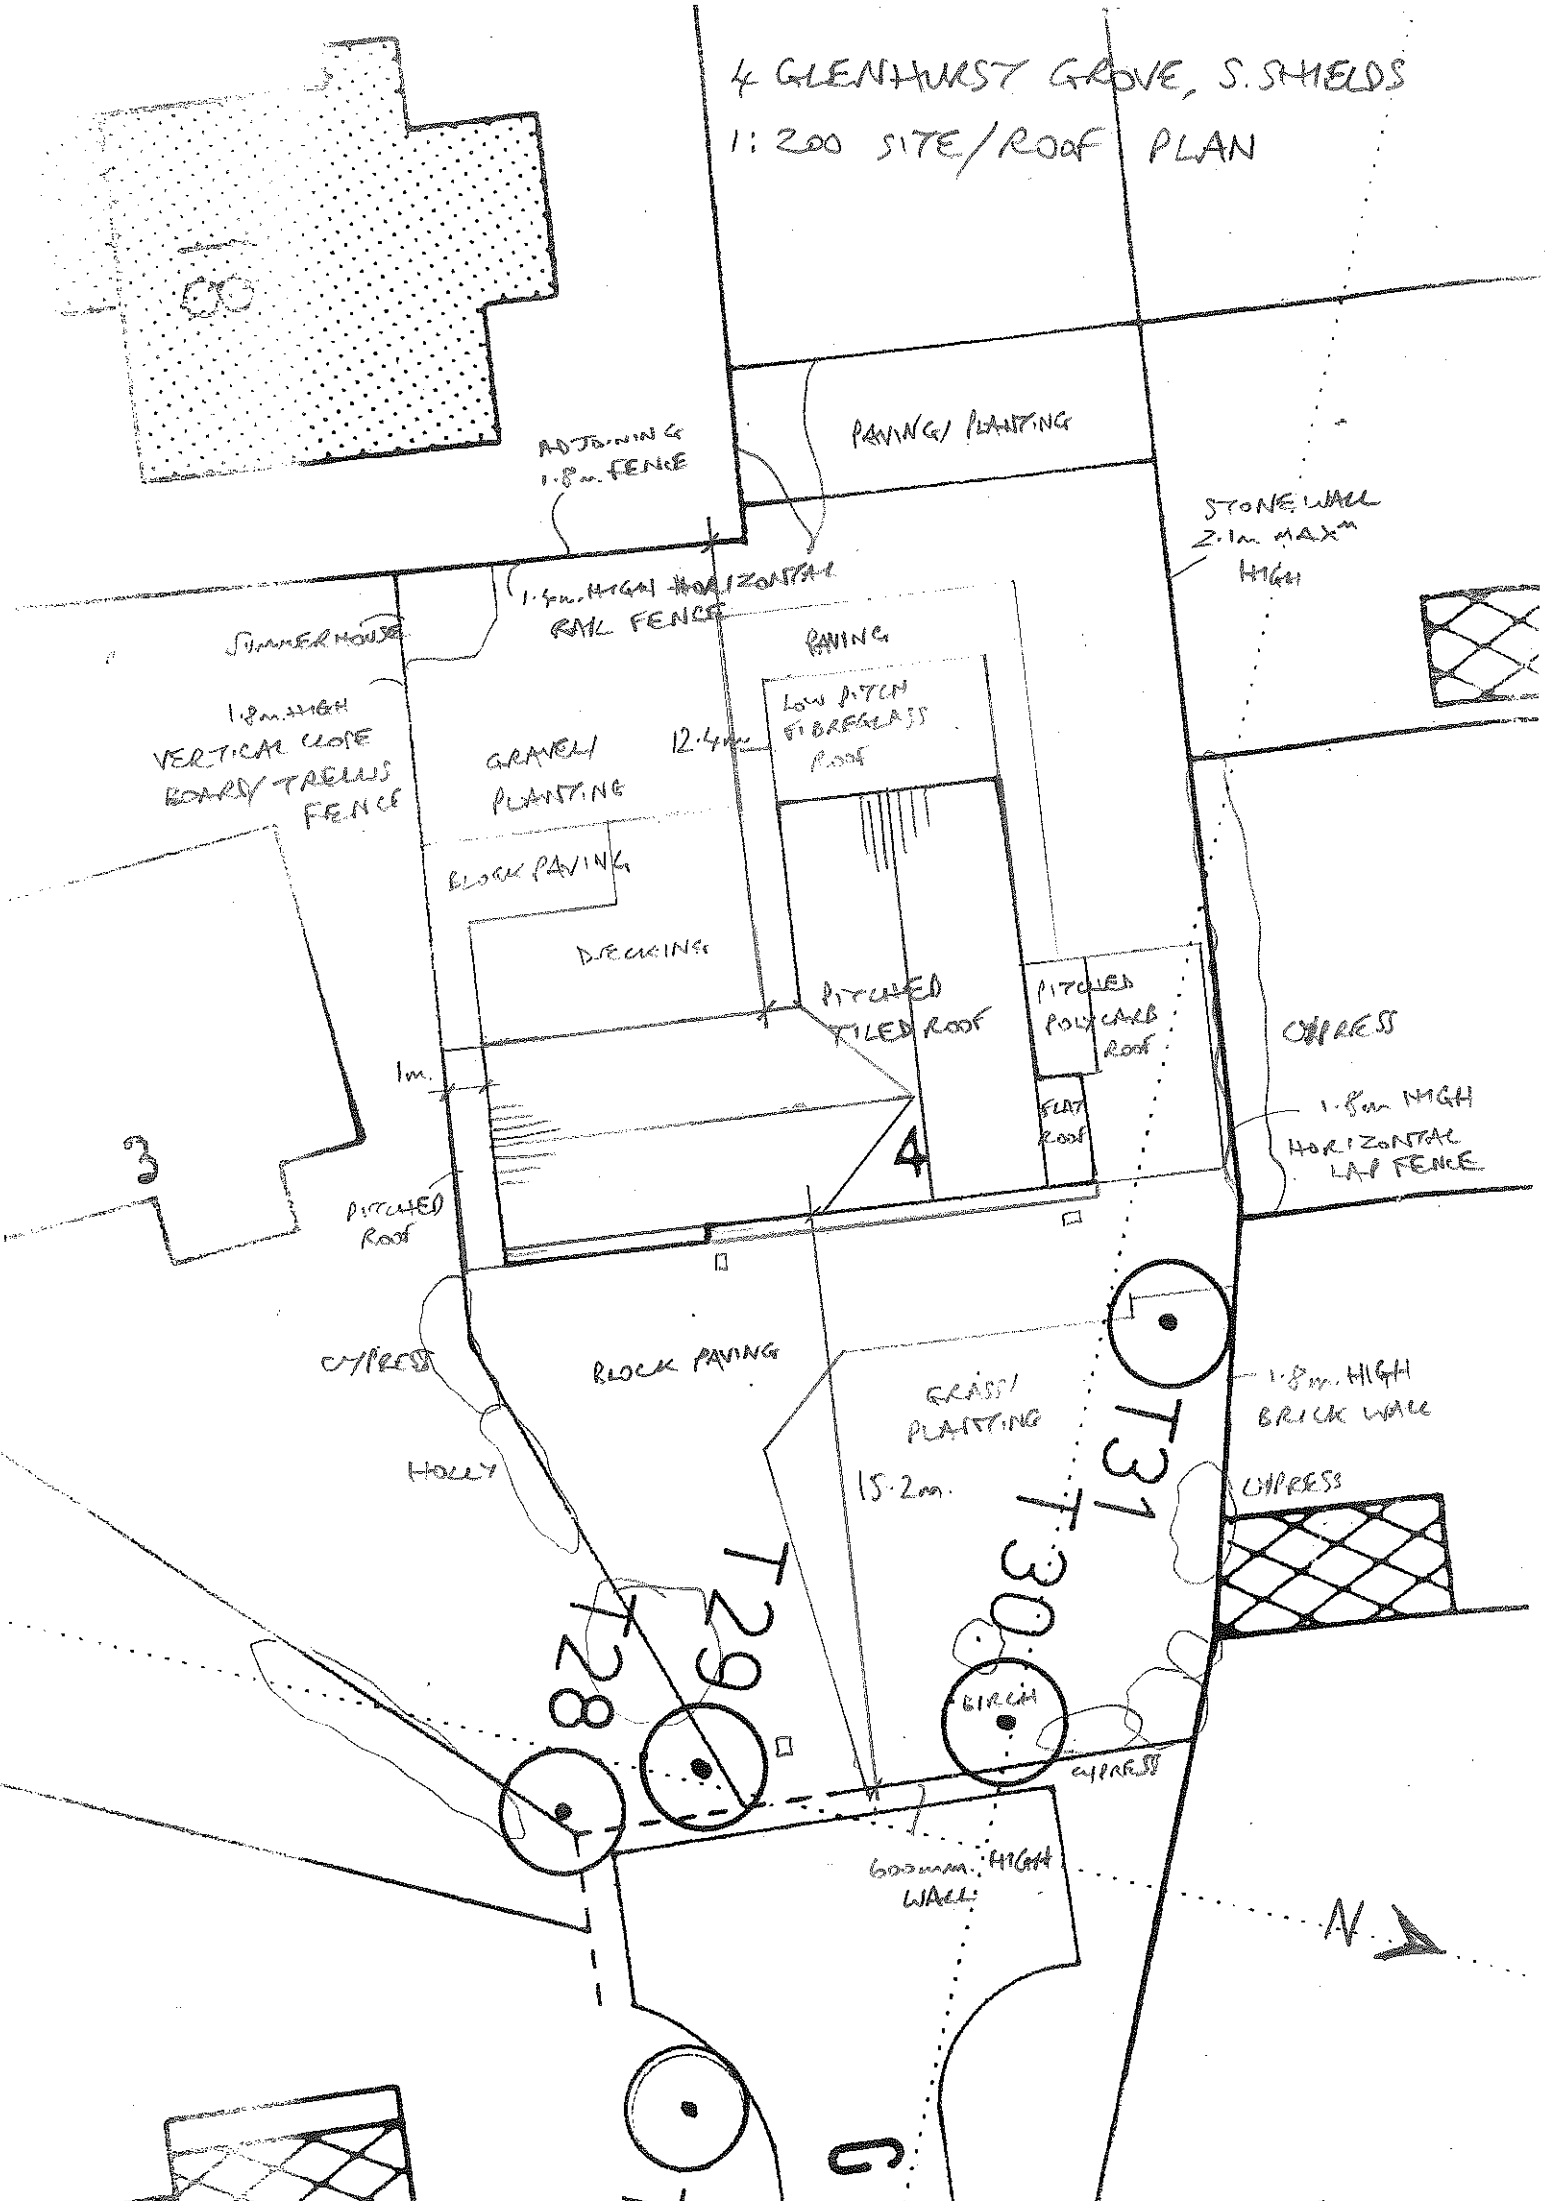 4 GLENHURST GROVE, S. SHIELDS
1:200 SITE/ROOF PLAN
ADJOINING
1.8m. FENCE
PAVING/ PLANTING
STONE WALL
2.1m. MAXm
HIGH
1.4m. HIGH HORIZONTAL
RAIL FENCE
SUMMERHOUSE
PAVING
1.8m. HIGH
VERTICAL CLOSE
BOARD/ TRELLIS
FENCE
LOW PITCH
FIBREGLASS
ROOF
12.4m.
GRAVEL/
PLANTING
BLOCK PAVING
DECKING
PITCHED
TILED ROOF
PITCHED
POLYCARB
ROOF
CYPRESS
1m.
FLAT
ROOF
1.8m HIGH
HORIZONTAL
LAP FENCE
3
4
PITCHED
ROOF
CYPRESS
BLOCK PAVING
GRASS/
PLANTING
1.8m. HIGH
BRICK WALL
HOLLY
15.2m.
CYPRESS
T31
T30
T29
T28
BIRCH
CYPRESS
600mm. HIGH
WALL
N